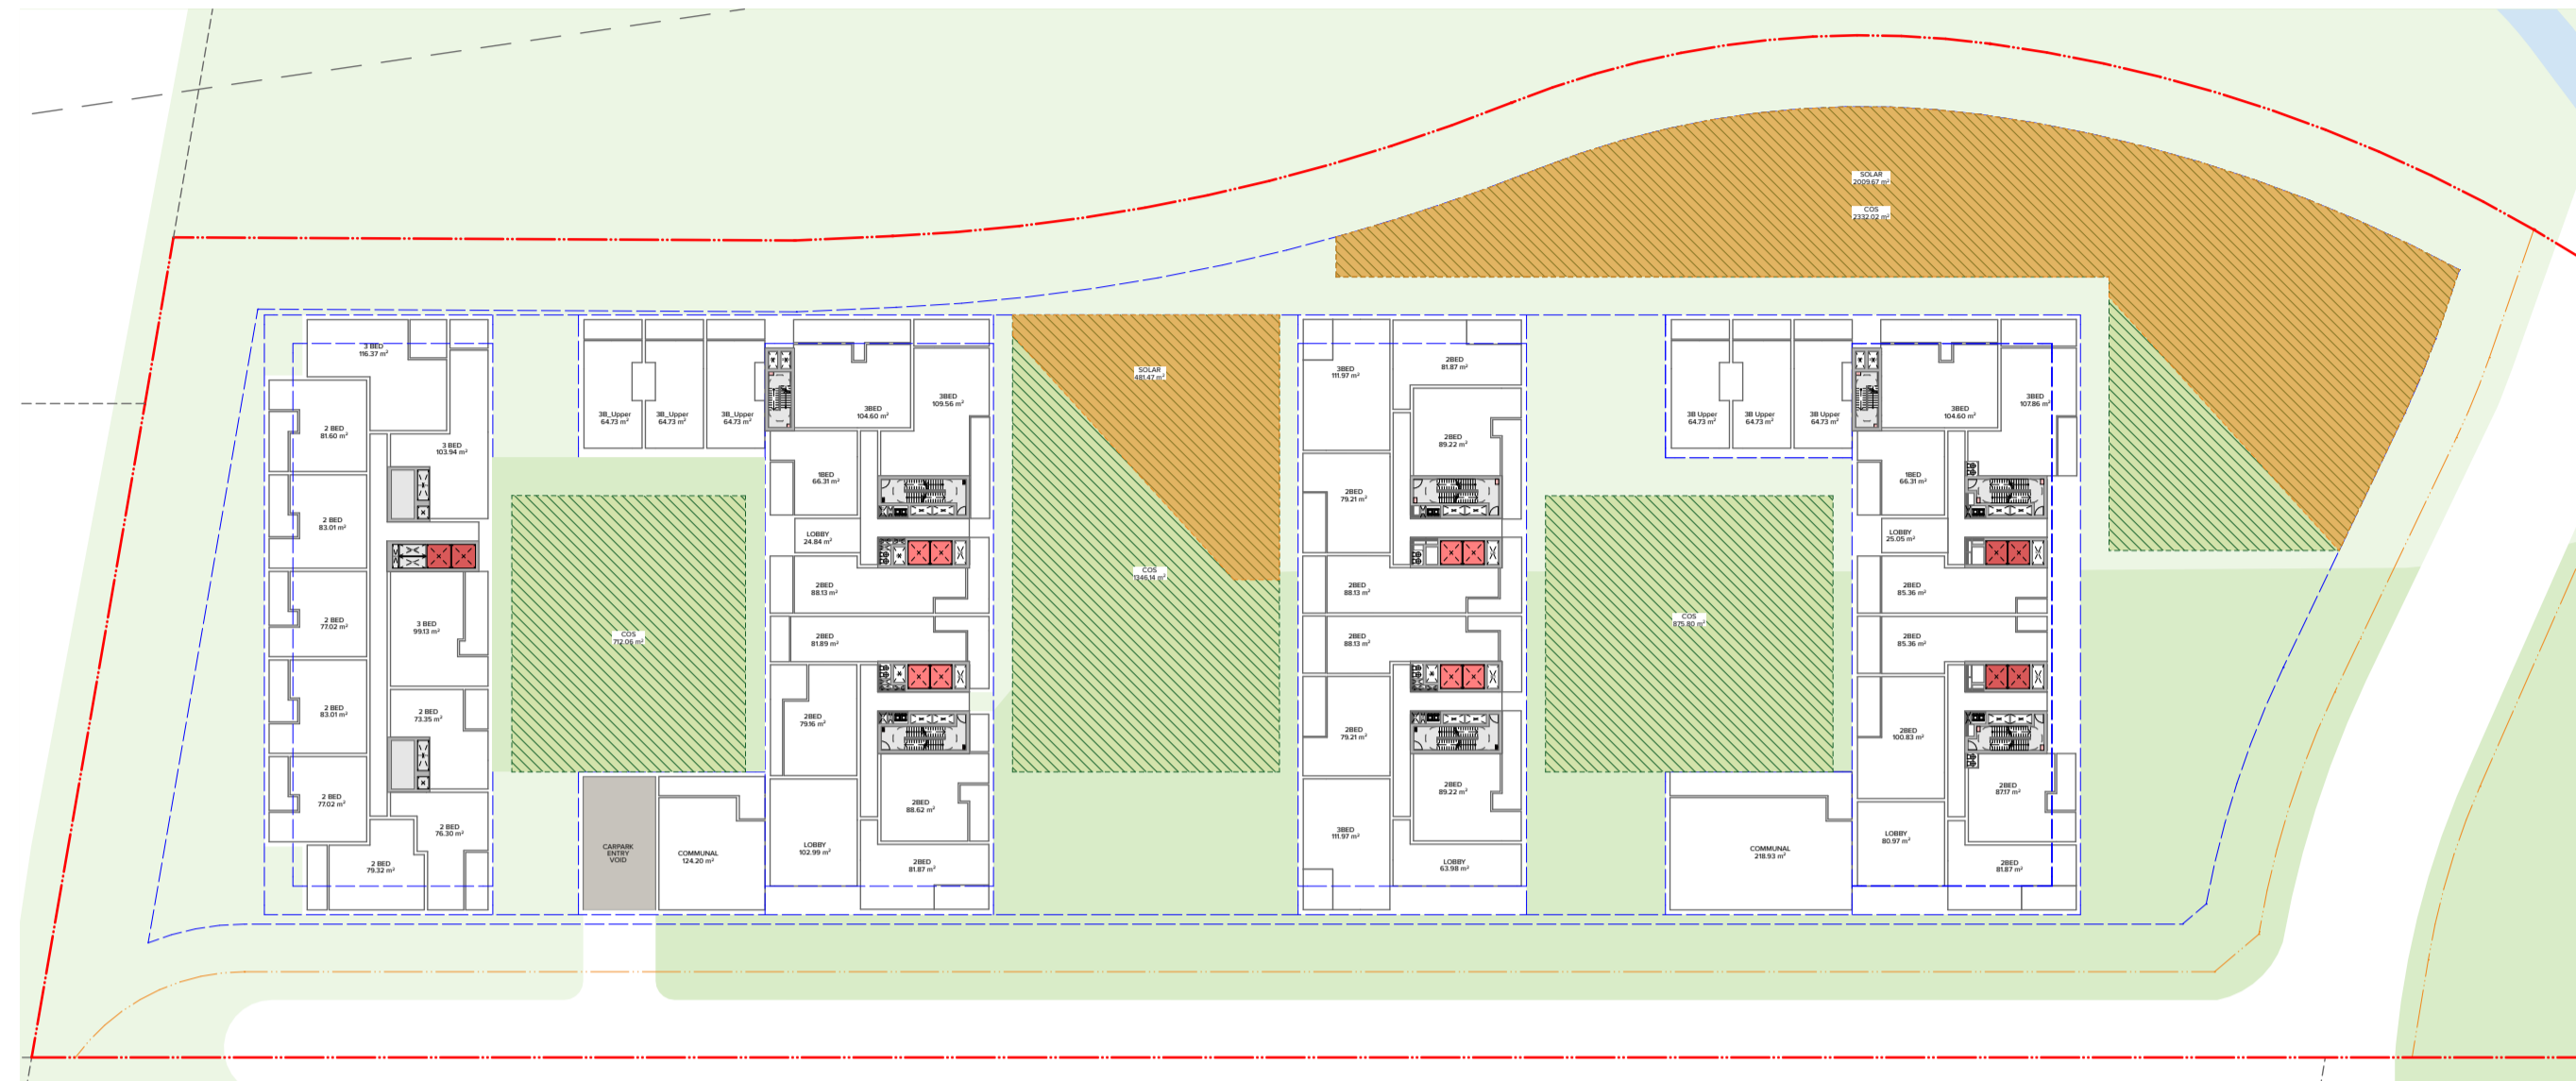 SOLAR
2009.67 m²
COS
2332.02 m²
3 BED
116.37 m²
2 BED
81.60 m²
3 BED
103.94 m²
2 BED
83.01 m²
2 BED
77.02 m²
3 BED
99.13 m²
2 BED
83.01 m²
2 BED
73.35 m²
2 BED
77.02 m²
2 BED
76.30 m²
2 BED
79.32 m²
COS
712.06 m²
3B_Upper
64.73 m²
3B_Upper
64.73 m²
3B_Upper
64.73 m²
3BED
104.60 m²
3BED
109.56 m²
1BED
66.31 m²
LOBBY
24.84 m²
2BED
88.13 m²
2BED
81.89 m²
2BED
79.16 m²
2BED
88.62 m²
LOBBY
102.99 m²
2BED
81.87 m²
CARPARK
ENTRY
VOID
COMMUNAL
124.20 m²
SOLAR
481.47 m²
COS
1346.14 m²
3BED
111.97 m²
2BED
81.87 m²
2BED
89.22 m²
2BED
79.21 m²
2BED
88.13 m²
2BED
88.13 m²
2BED
79.21 m²
2BED
89.22 m²
3BED
111.97 m²
LOBBY
63.98 m²
COS
875.80 m²
3B Upper
64.73 m²
3B Upper
64.73 m²
3B Upper
64.73 m²
3BED
104.60 m²
3BED
107.86 m²
1BED
66.31 m²
LOBBY
25.05 m²
2BED
85.36 m²
2BED
85.36 m²
2BED
100.83 m²
2BED
87.17 m²
LOBBY
80.97 m²
2BED
81.87 m²
COMMUNAL
218.93 m²